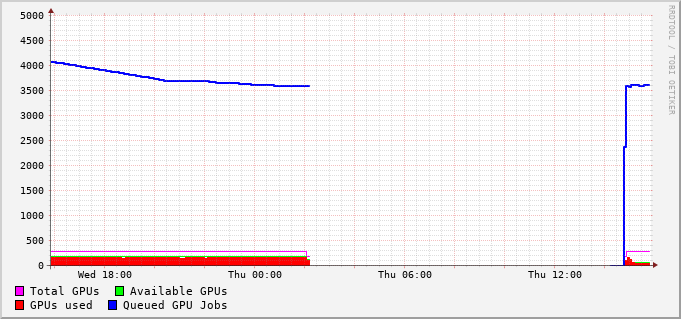 RRDTOOL / TOBI OETIKER
5000
4500
4000
3500
3000
2500
2000
1500
1000
500
0
Wed 18:00 Thu 00:00 Thu 06:00 Thu 12:00
Total GPUs Available GPUs
GPUs used Queued GPU Jobs